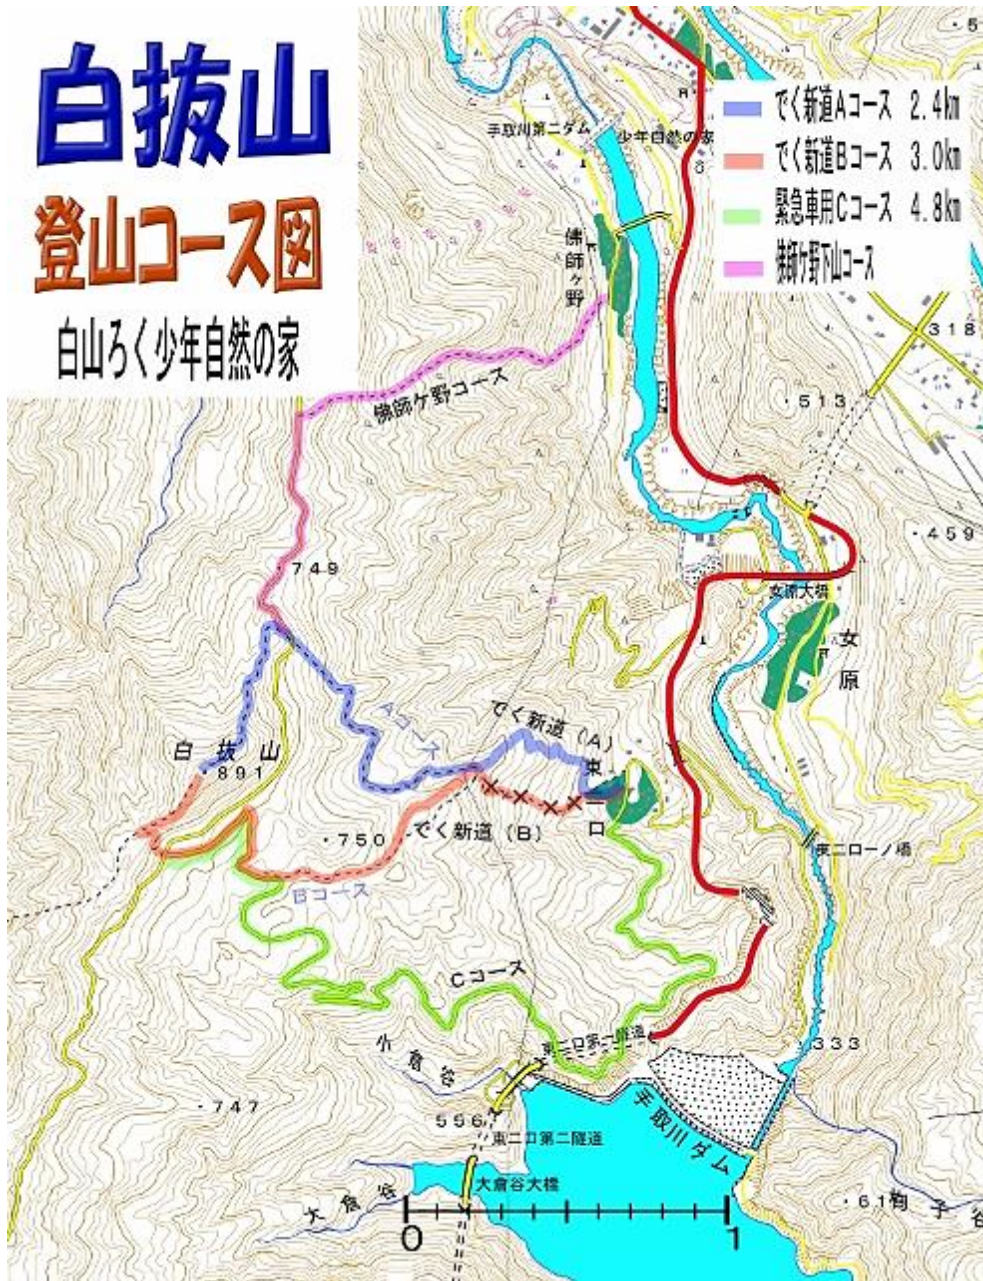 白抜山
登山コース図
白山ろく少年自然の家
でく新道Aコース 2.4km
でく新道Bコース 3.0km
緊急車用Cコース 4.8km
佛師ケ野下山コース
手取川第二ダム
少年自然の家
佛師ヶ野
佛師ケ野コース
・318
・513
・459
・749
女原大橋
女原
Aコース
でく新道(A)
白抜山
・891
東二口
・750
でく新道(B)
東二口一ノ橋
Bコース
Cコース
小倉谷
東二口第一隧道
・333
手取川ダム
・747
556
東二口第二隧道
大倉谷大橋
大倉谷
・61
子谷
0
1